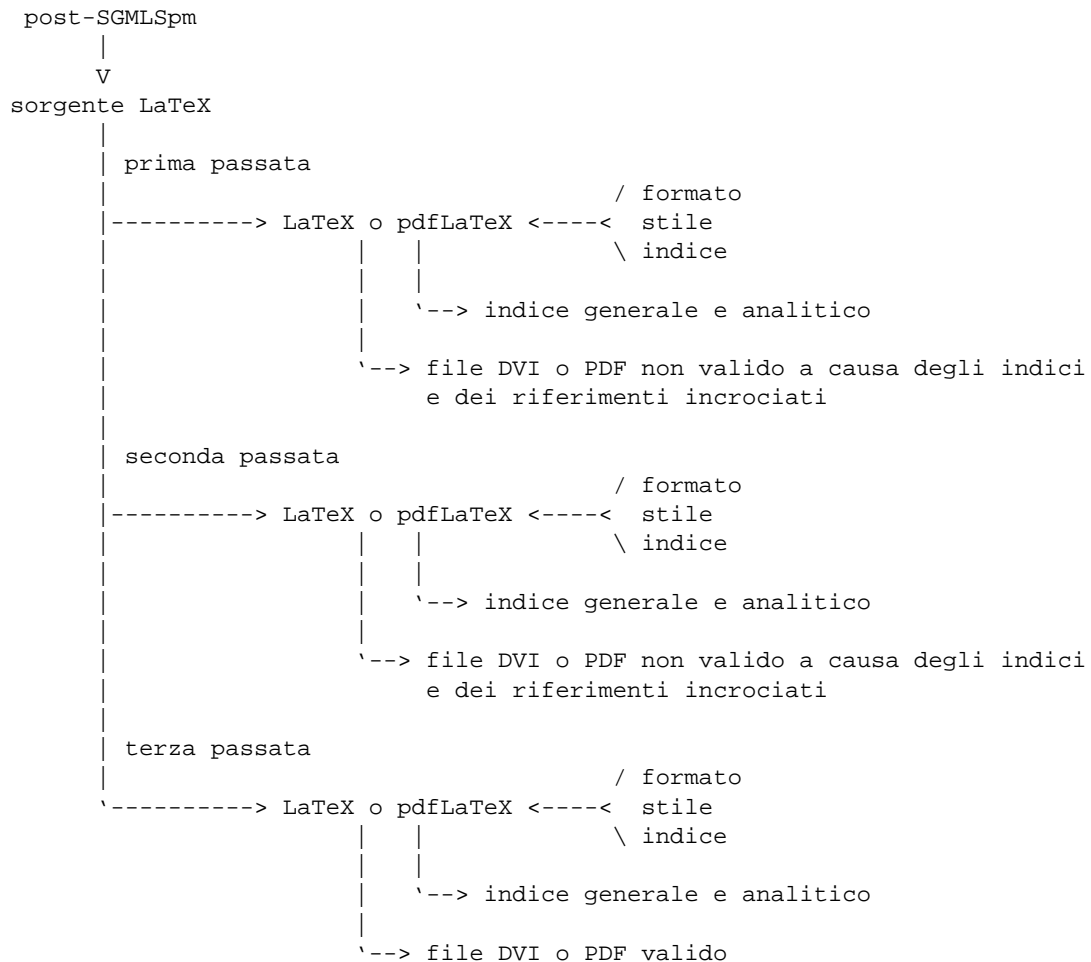 post-SGMLSpm
|
V
sorgente LaTeX
|
| prima passata
| / formato
|----------> LaTeX o pdfLaTeX <----< stile
| | | \ indice
| | |
| | `--> indice generale e analitico
| |
| `--> file DVI o PDF non valido a causa degli indici
| e dei riferimenti incrociati
|
| seconda passata
| / formato
|----------> LaTeX o pdfLaTeX <----< stile
| | | \ indice
| | |
| | `--> indice generale e analitico
| |
| `--> file DVI o PDF non valido a causa degli indici
| e dei riferimenti incrociati
|
| terza passata
| / formato
`----------> LaTeX o pdfLaTeX <----< stile
| | \ indice
| |
| `--> indice generale e analitico
|
`--> file DVI o PDF valido